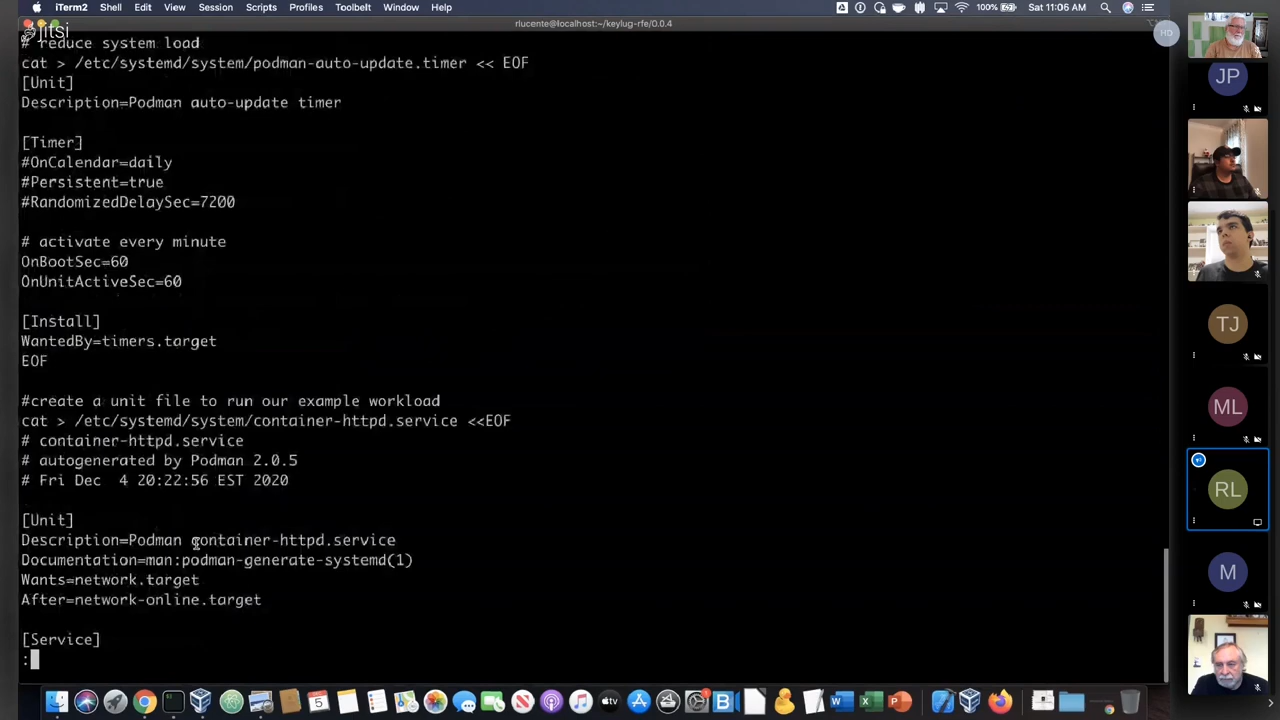 iTerm2 Shell Edit View Session Scripts Profiles Toolbelt Window Help
100% Sat 11:06 AM
rlucente@localhost:~/keylug-rfe/0.0.4
Jitsi
# reduce system load
cat > /etc/systemd/system/podman-auto-update.timer << EOF
[Unit]
Description=Podman auto-update timer
[Timer]
#OnCalendar=daily
#Persistent=true
#RandomizedDelaySec=7200
# activate every minute
OnBootSec=60
OnUnitActiveSec=60
[Install]
WantedBy=timers.target
EOF
#create a unit file to run our example workload
cat > /etc/systemd/system/container-httpd.service <<EOF
# container-httpd.service
# autogenerated by Podman 2.0.5
# Fri Dec  4 20:22:56 EST 2020
[Unit]
Description=Podman container-httpd.service
Documentation=man:podman-generate-systemd(1)
Wants=network.target
After=network-online.target
[Service]
:
HD
JP
TJ
ML
RL
M
5